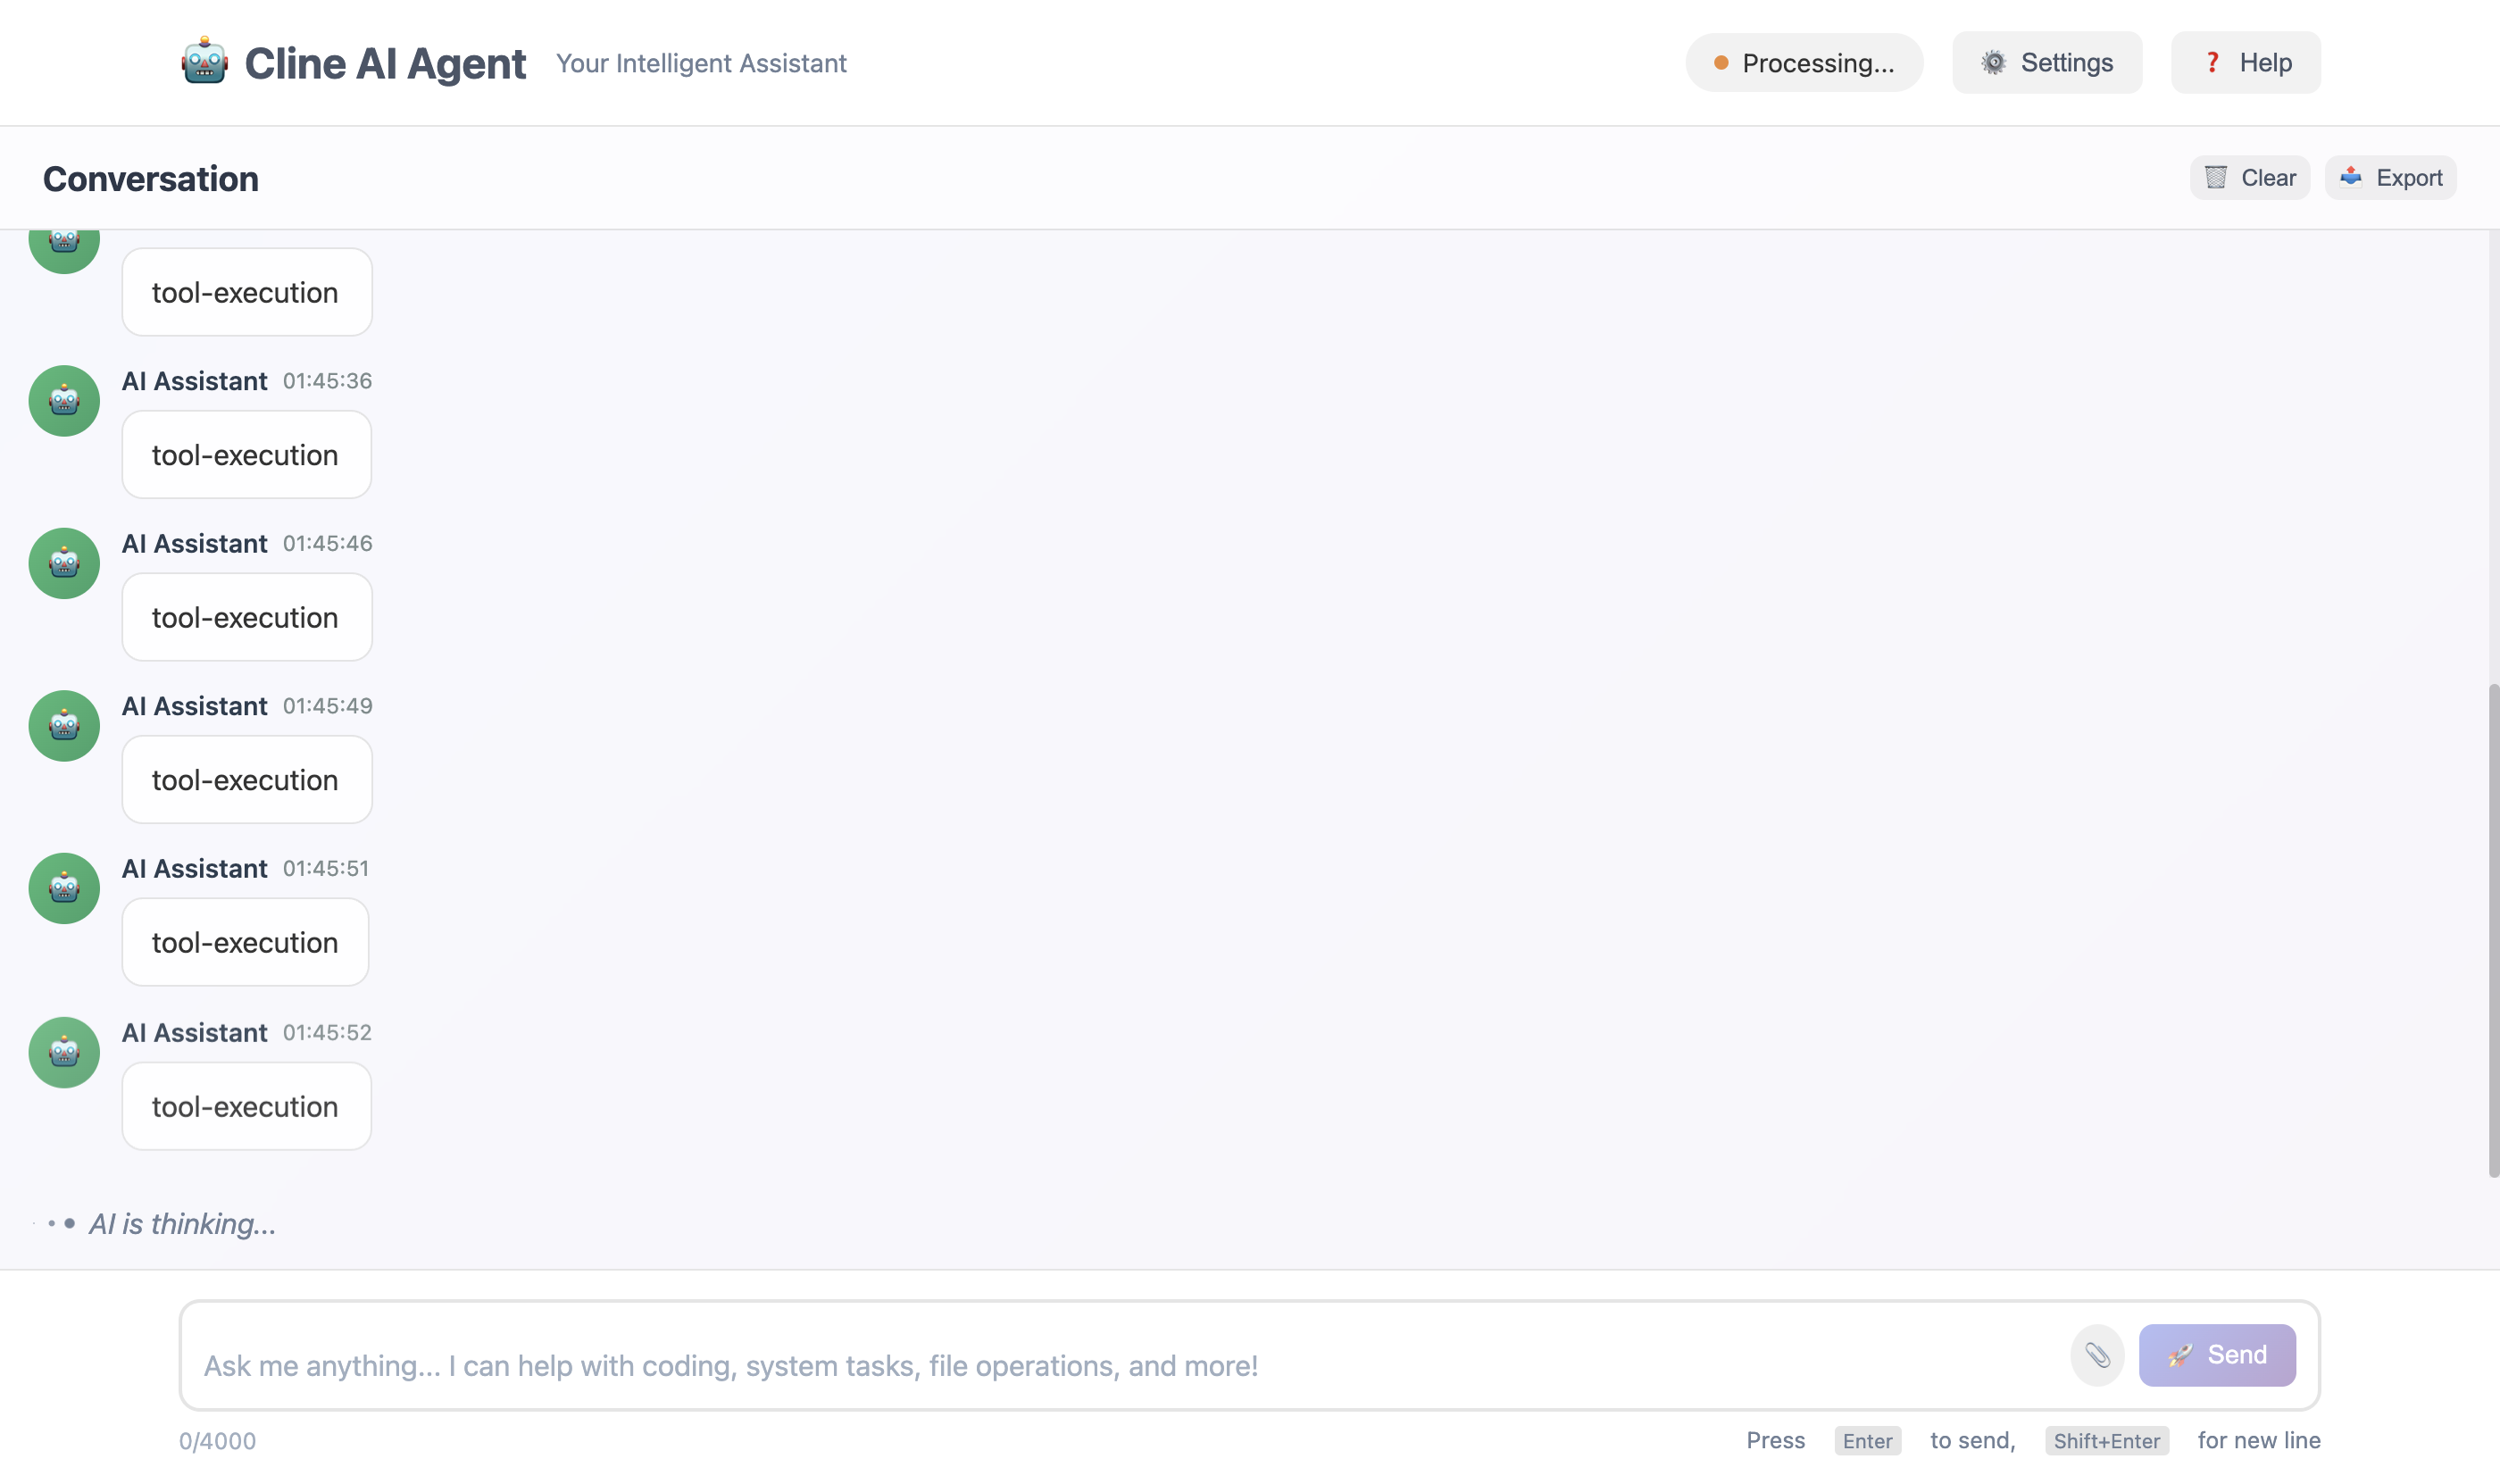 Cline AI Agent Your Intelligent Assistant Processing... Settings Help
Conversation Clear Export
tool-execution
AI Assistant 01:45:36
tool-execution
AI Assistant 01:45:46
tool-execution
AI Assistant 01:45:49
tool-execution
AI Assistant 01:45:51
tool-execution
AI Assistant 01:45:52
tool-execution
AI is thinking...
Ask me anything... I can help with coding, system tasks, file operations, and more! Send
0/4000 Press Enter to send, Shift+Enter for new line